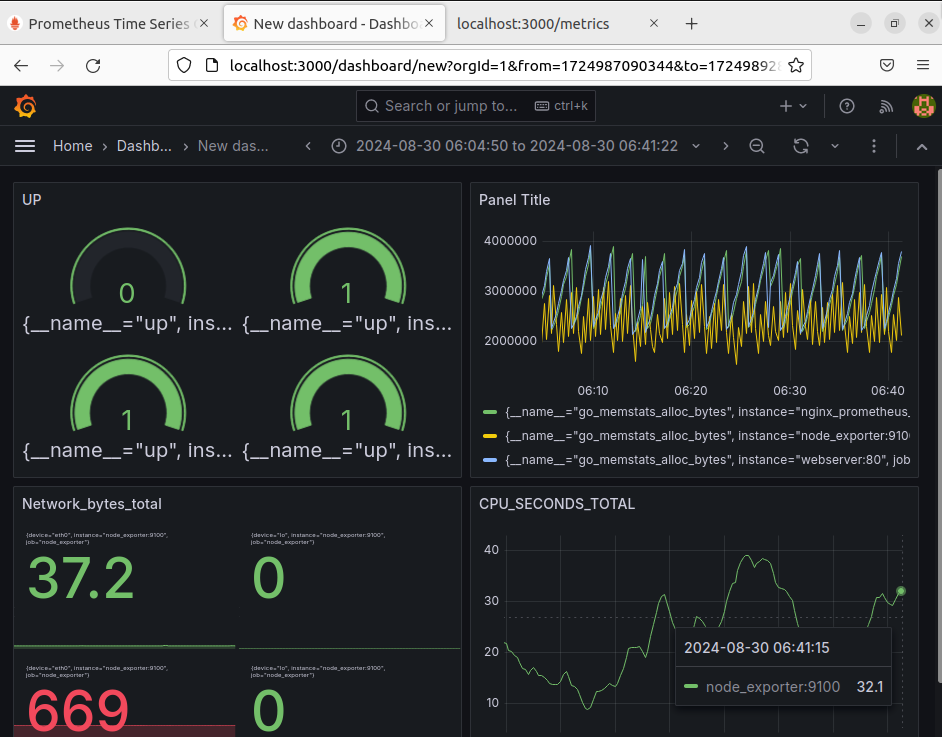 Prometheus Time Series
New dashboard - Dashbo
localhost:3000/metrics
localhost:3000/dashboard/new?orgId=1&from=1724987090344&to=172498928
Search or jump to...
ctrl+k
Home › Dashb... › New das...
2024-08-30 06:04:50 to 2024-08-30 06:41:22
UP
0
1
{__name__="up", ins...
{__name__="up", ins...
1
1
{__name__="up", ins...
{__name__="up", ins...
Panel Title
4000000
3000000
2000000
06:10
06:20
06:30
06:40
{__name__="go_memstats_alloc_bytes", instance="nginx_prometheus_
{__name__="go_memstats_alloc_bytes", instance="node_exporter:910
{__name__="go_memstats_alloc_bytes", instance="webserver:80", job
Network_bytes_total
{device="eth0", instance="node_exporter:9100",
job="node_exporter"}
37.2
{device="lo", instance="node_exporter:9100",
job="node_exporter"}
0
{device="eth0", instance="node_exporter:9100",
job="node_exporter"}
669
{device="lo", instance="node_exporter:9100",
job="node_exporter"}
0
CPU_SECONDS_TOTAL
40
30
20
10
2024-08-30 06:41:15
node_exporter:9100 32.1